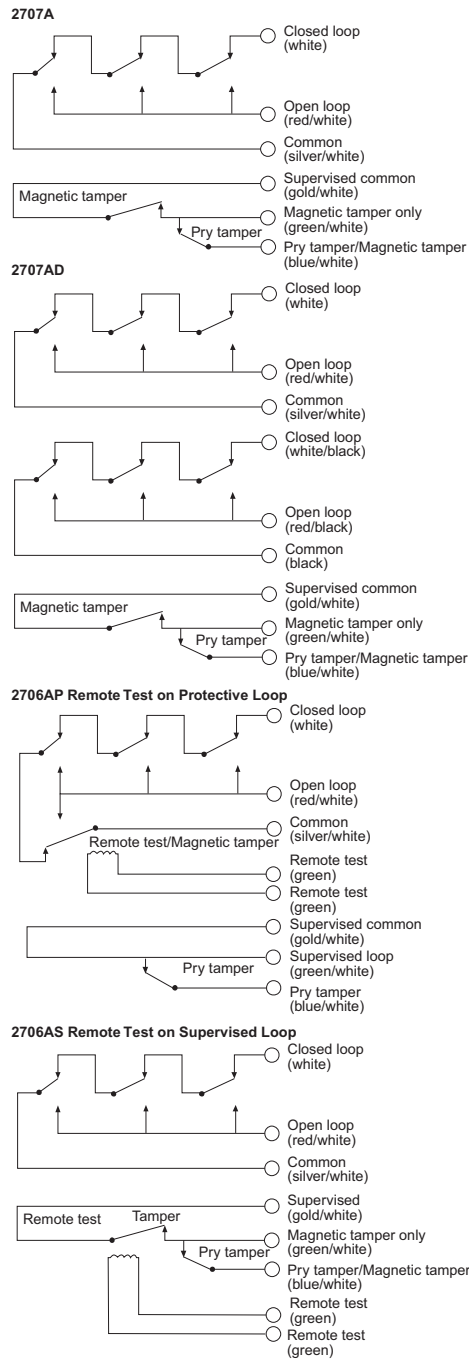 2707A
Closed loop
(white)
Open loop
(red/white)
Common
(silver/white)
Supervised common
(gold/white)
Magnetic tamper
Magnetic tamper only
(green/white)
Pry tamper
Pry tamper/Magnetic tamper
(blue/white)
2707AD
Closed loop
(white)
Open loop
(red/white)
Common
(silver/white)
Closed loop
(white/black)
Open loop
(red/black)
Common
(black)
Supervised common
(gold/white)
Magnetic tamper
Magnetic tamper only
(green/white)
Pry tamper
Pry tamper/Magnetic tamper
(blue/white)
2706AP Remote Test on Protective Loop
Closed loop
(white)
Open loop
(red/white)
Common
(silver/white)
Remote test/Magnetic tamper
Remote test
(green)
Remote test
(green)
Supervised common
(gold/white)
Supervised loop
(green/white)
Pry tamper
Pry tamper
(blue/white)
2706AS Remote Test on Supervised Loop
Closed loop
(white)
Open loop
(red/white)
Common
(silver/white)
Supervised
(gold/white)
Remote test
Tamper
Magnetic tamper only
(green/white)
Pry tamper
Pry tamper/Magnetic tamper
(blue/white)
Remote test
(green)
Remote test
(green)